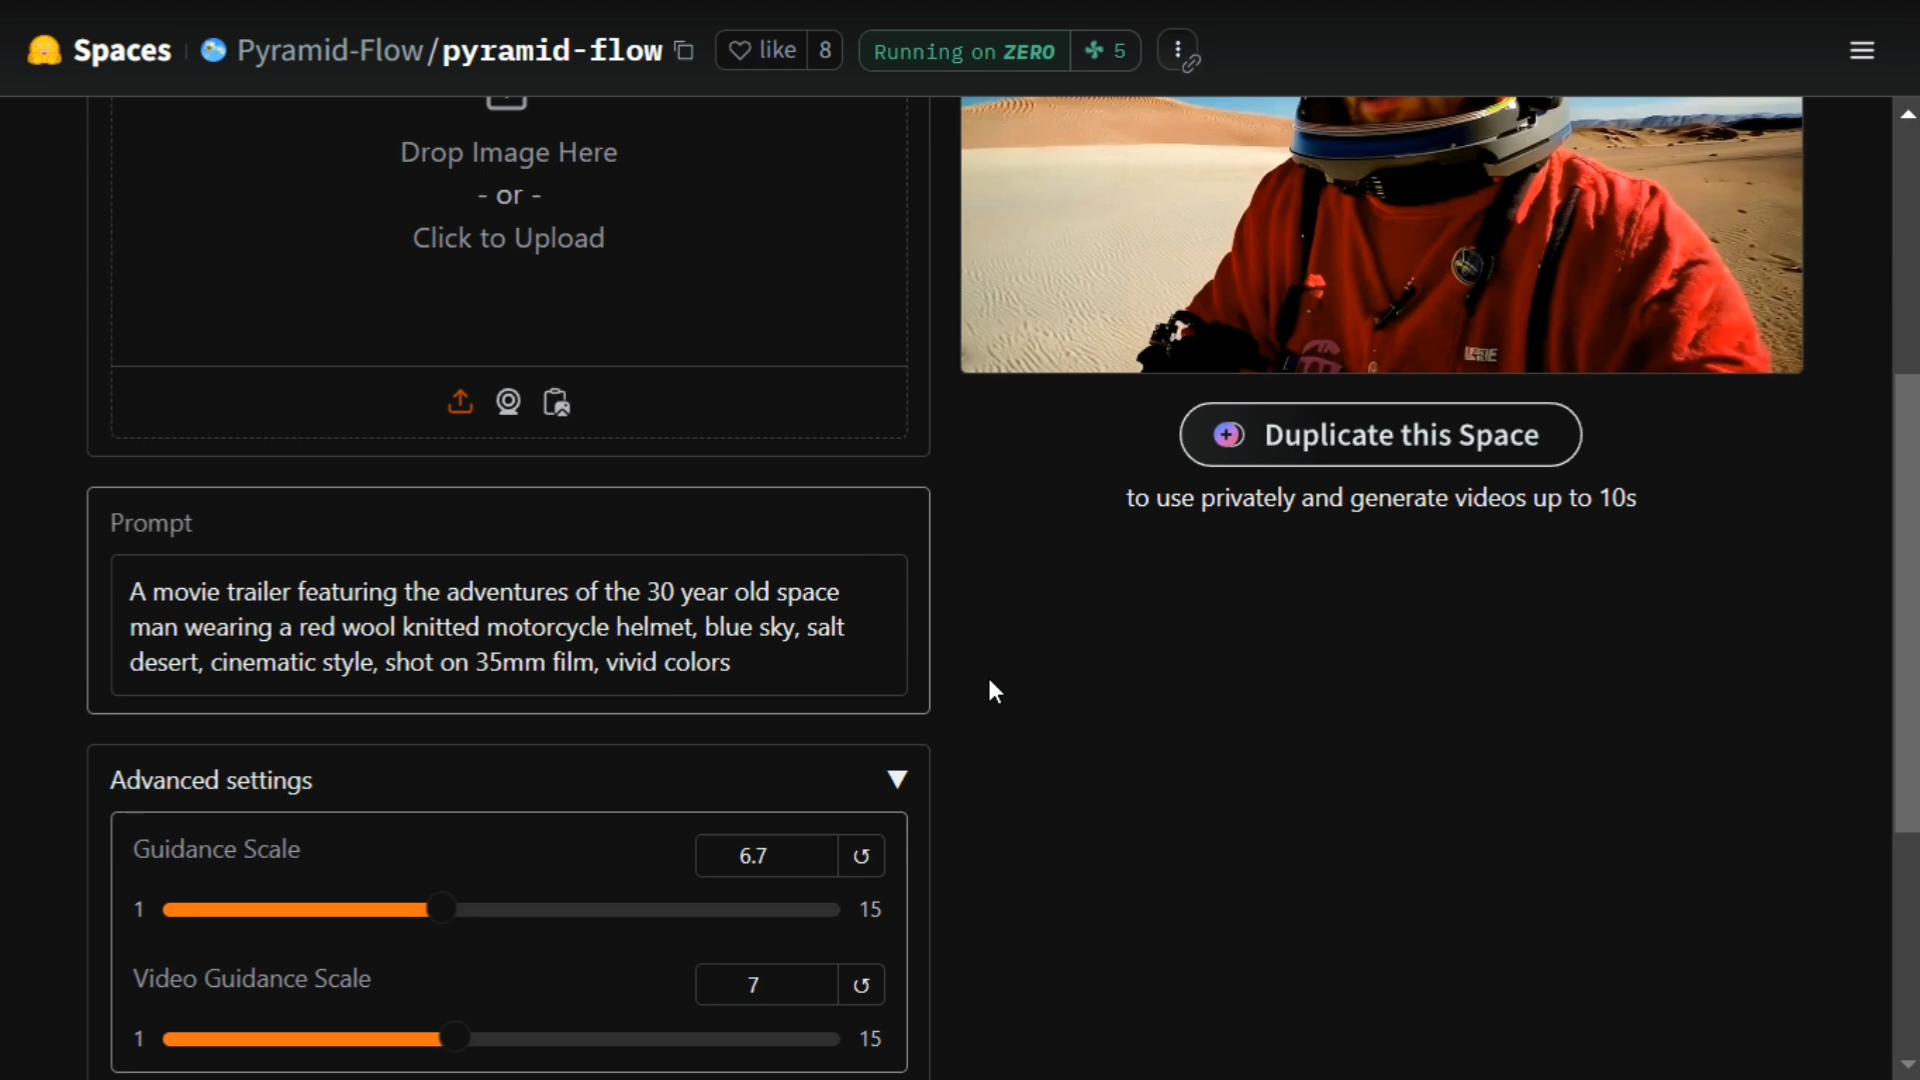 Spaces
Pyramid-Flow/pyramid-flow
like 8
Running on ZERO 5
Drop Image Here
- or -
Click to Upload
Duplicate this Space
to use privately and generate videos up to 10s
Prompt
A movie trailer featuring the adventures of the 30 year old space
man wearing a red wool knitted motorcycle helmet, blue sky, salt
desert, cinematic style, shot on 35mm film, vivid colors
Advanced settings ▼
Guidance Scale 6.7 ↺
1 15
Video Guidance Scale 7 ↺
1 15